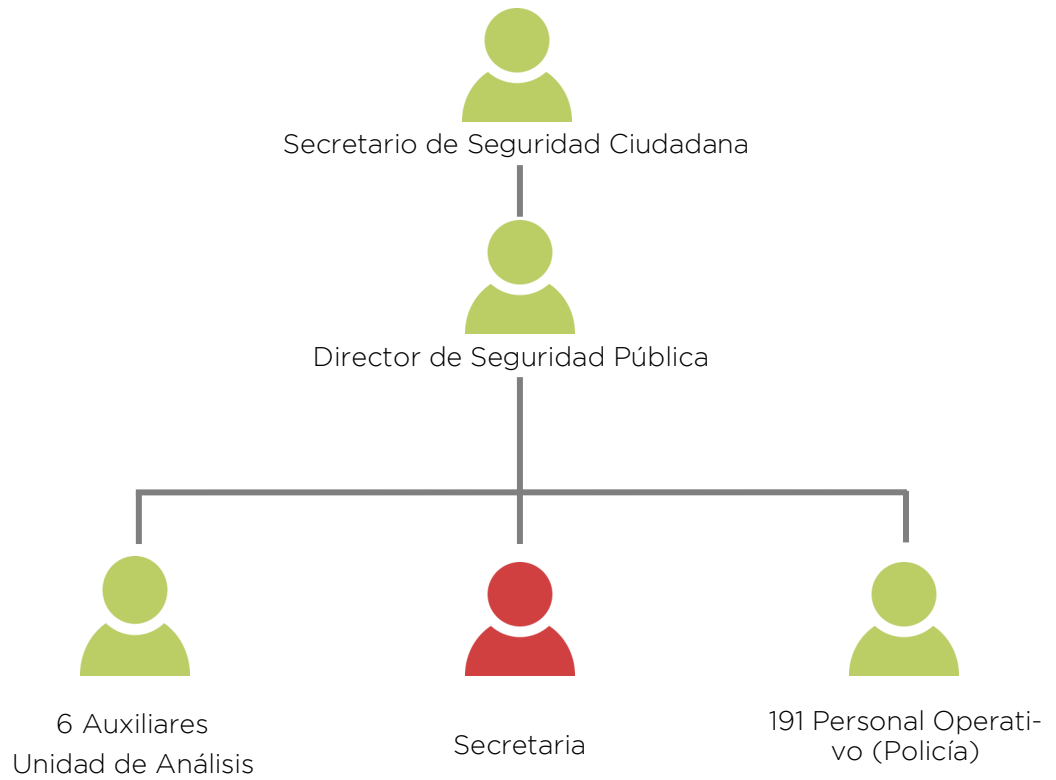 Secretario de Seguridad Ciudadana
Director de Seguridad Pública
6 Auxiliares
Unidad de Análisis
Secretaria
191 Personal Operati-
vo (Policía)